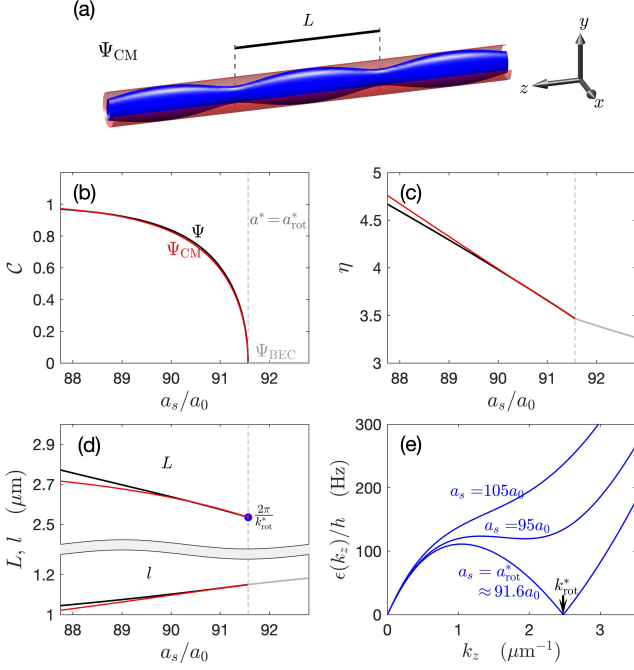 (a)
L
Ψ_CM
y
z
x
(b)
1
0.8
0.6
0.4
0.2
0
C
a* = a*_rot
Ψ
Ψ_CM
Ψ_BEC
88 89 90 91 92
a_s/a_0
(c)
5
4.5
4
3.5
3
η
88 89 90 91 92
a_s/a_0
(d)
2.9
2.7
2.5
1.2
1
L, l (μm)
L
2π/k*_rot
l
88 89 90 91 92
a_s/a_0
(e)
300
200
100
0
ϵ(k_z)/h (Hz)
a_s = 105a_0
a_s = 95a_0
a_s = a*_rot
≈ 91.6a_0
k*_rot
0 1 2 3
k_z (μm⁻¹)